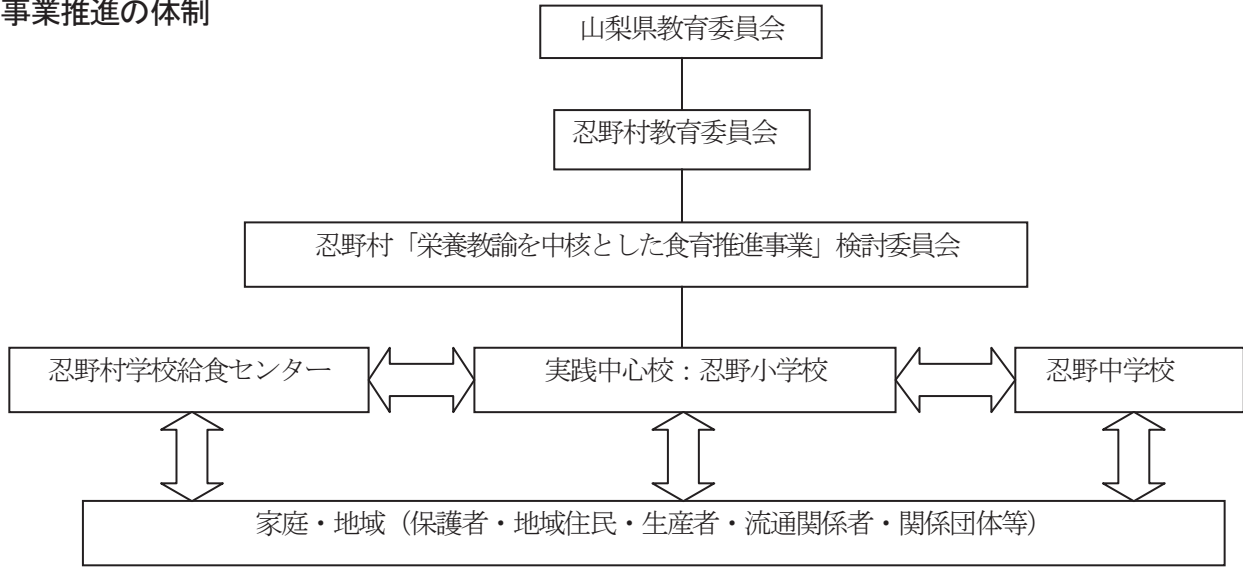 事業推進の体制
山梨県教育委員会
忍野村教育委員会
忍野村「栄養教諭を中核とした食育推進事業」検討委員会
忍野村学校給食センター
実践中心校：忍野小学校
忍野中学校
家庭・地域（保護者・地域住民・生産者・流通関係者・関係団体等）